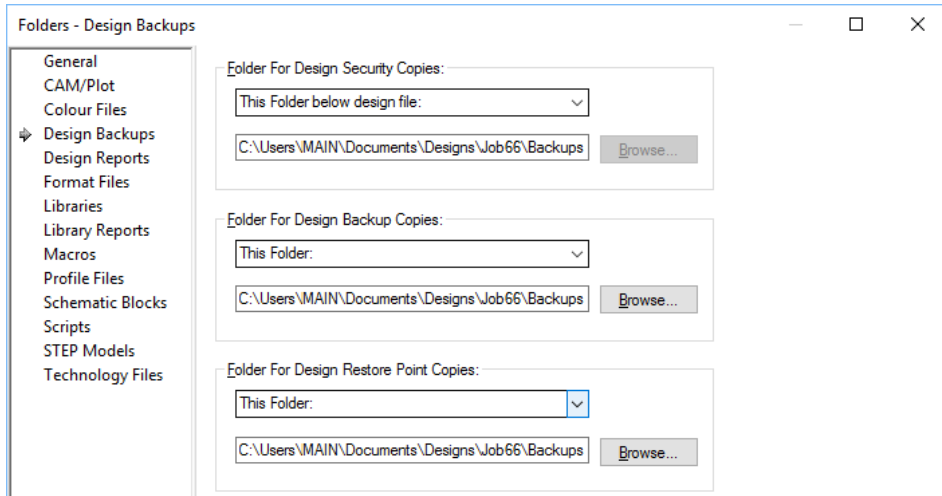 Folders - Design Backups
General
CAM/Plot
Colour Files
Design Backups
Design Reports
Format Files
Libraries
Library Reports
Macros
Profile Files
Schematic Blocks
Scripts
STEP Models
Technology Files
Folder For Design Security Copies:
This Folder below design file:
C:\Users\MAIN\Documents\Designs\Job66\Backups
Browse...
Folder For Design Backup Copies:
This Folder:
C:\Users\MAIN\Documents\Designs\Job66\Backups
Browse...
Folder For Design Restore Point Copies:
This Folder:
C:\Users\MAIN\Documents\Designs\Job66\Backups
Browse...